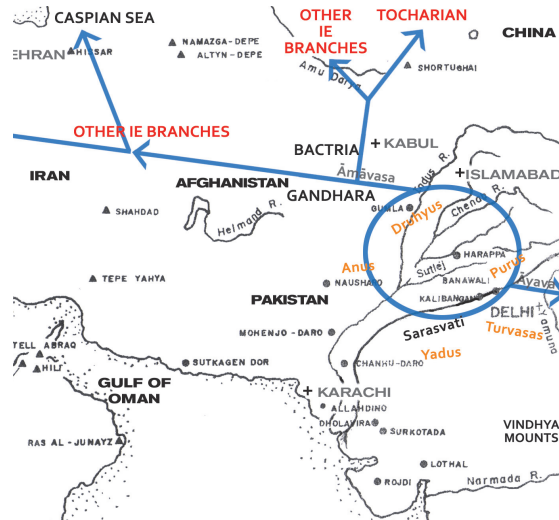 CASPIAN SEA
OTHER
IE
BRANCHES
TOCHARIAN
CHINA
EHRAN
HISSAR
NAMAZGA-DEPE
ALTYN-DEPE
Amu Darya
SHORTUGHAI
OTHER IE BRANCHES
BACTRIA
KABUL
Āmāvasa
Indus R.
ISLAMABAD
IRAN
AFGHANISTAN
GANDHARA
Chenab R.
SHAHDAD
Helmand R.
GUMLA
Druhyus
HARAPPA
Sutlej
Purus
Anus
TEPE YAHYA
NAUSHARO
BANAWALI
Āyava
PAKISTAN
KALIBANGAN
DELHI
Yamuna
MOHENJO-DARO
Sarasvati
Turvasas
TELL ABRAQ
HILI
SUTKAGEN DOR
CHANHU-DARO
Yadus
GULF OF
OMAN
KARACHI
ALLAHDINO
DHOLAVIRA
SURKOTADA
VINDHYA
MOUNTS
RAS AL-JUNAYZ
LOTHAL
ROJDI
Narmada R.